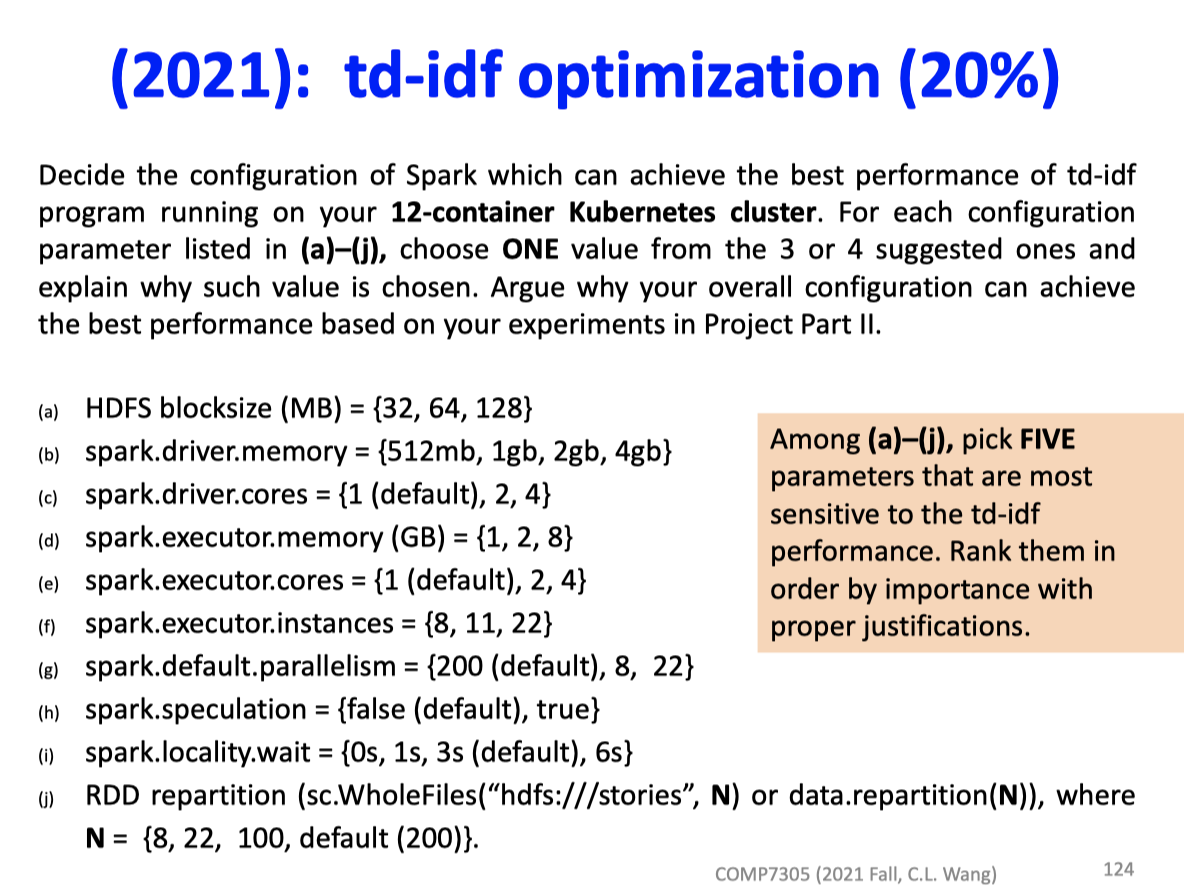 (2021):  td-idf optimization (20%)
Decide the configuration of Spark which can achieve the best performance of td-idf
program running on your 12-container Kubernetes cluster. For each configuration
parameter listed in (a)–(j), choose ONE value from the 3 or 4 suggested ones and
explain why such value is chosen. Argue why your overall configuration can achieve
the best performance based on your experiments in Project Part II.
(a) HDFS blocksize (MB) = {32, 64, 128}
(b) spark.driver.memory = {512mb, 1gb, 2gb, 4gb}
(c) spark.driver.cores = {1 (default), 2, 4}
(d) spark.executor.memory (GB) = {1, 2, 8}
(e) spark.executor.cores = {1 (default), 2, 4}
(f) spark.executor.instances = {8, 11, 22}
(g) spark.default.parallelism = {200 (default), 8,  22}
(h) spark.speculation = {false (default), true}
(i) spark.locality.wait = {0s, 1s, 3s (default), 6s}
(j) RDD repartition (sc.WholeFiles(“hdfs:///stories”, N) or data.repartition(N)), where
N =  {8, 22,  100, default (200)}.
Among (a)–(j), pick FIVE
parameters that are most
sensitive to the td-idf
performance. Rank them in
order by importance with
proper justifications.
COMP7305 (2021 Fall, C.L. Wang)
124